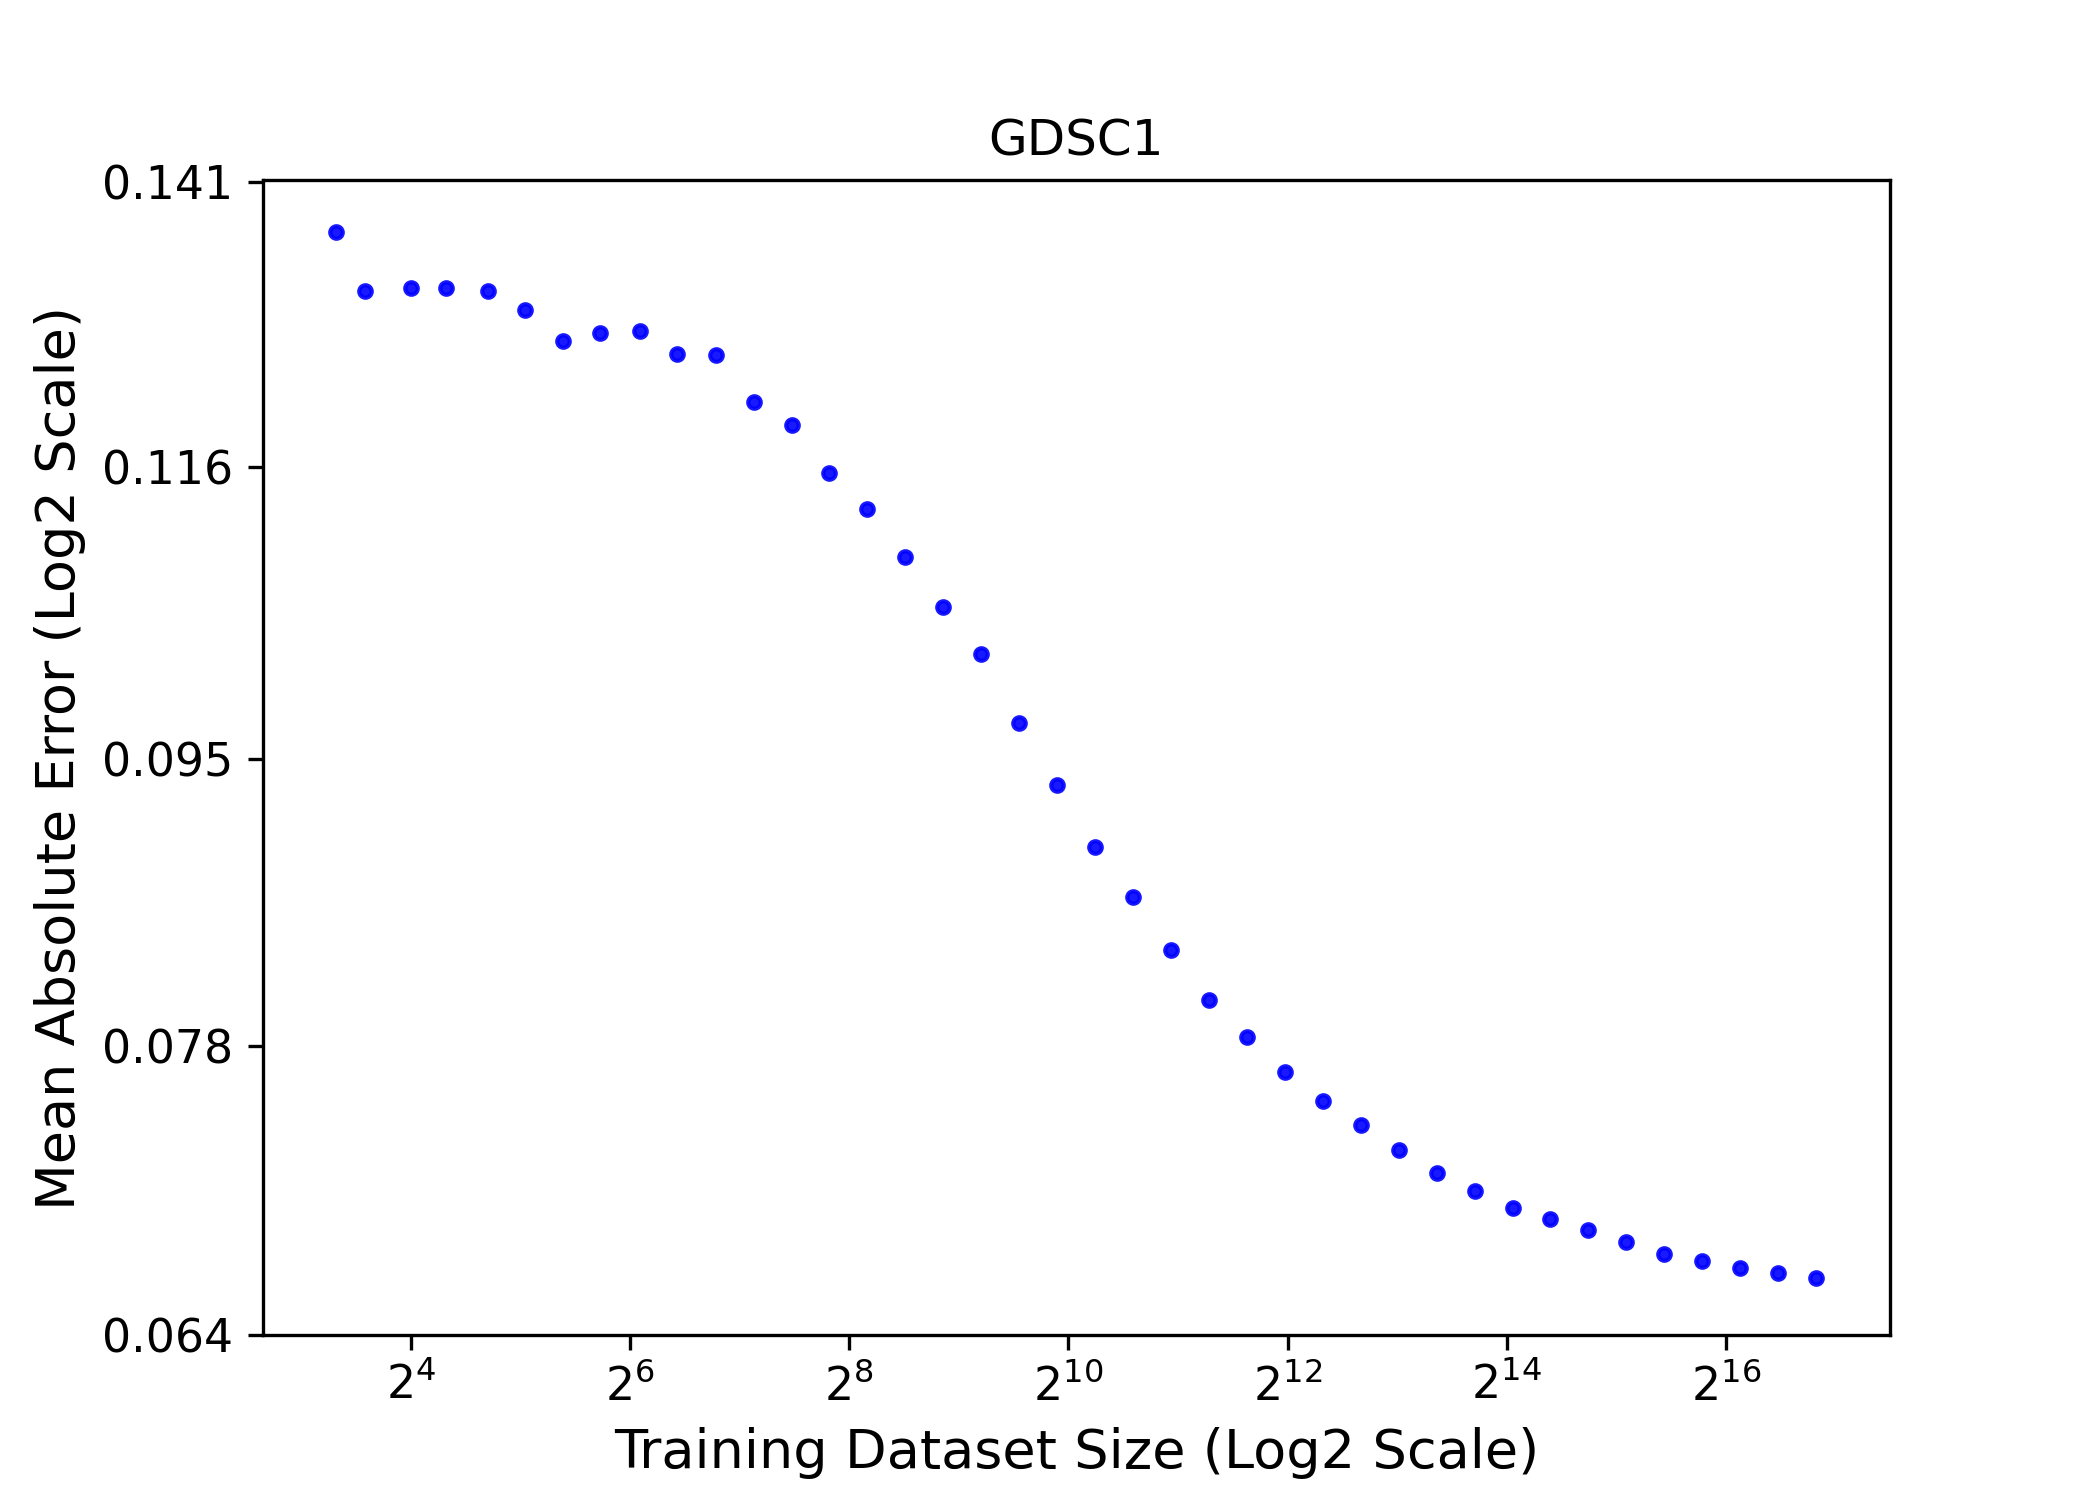 GDSC1
Mean Absolute Error (Log2 Scale)
0.141
0.116
0.095
0.078
0.064
2⁴ 2⁶ 2⁸ 2¹⁰ 2¹² 2¹⁴ 2¹⁶
Training Dataset Size (Log2 Scale)